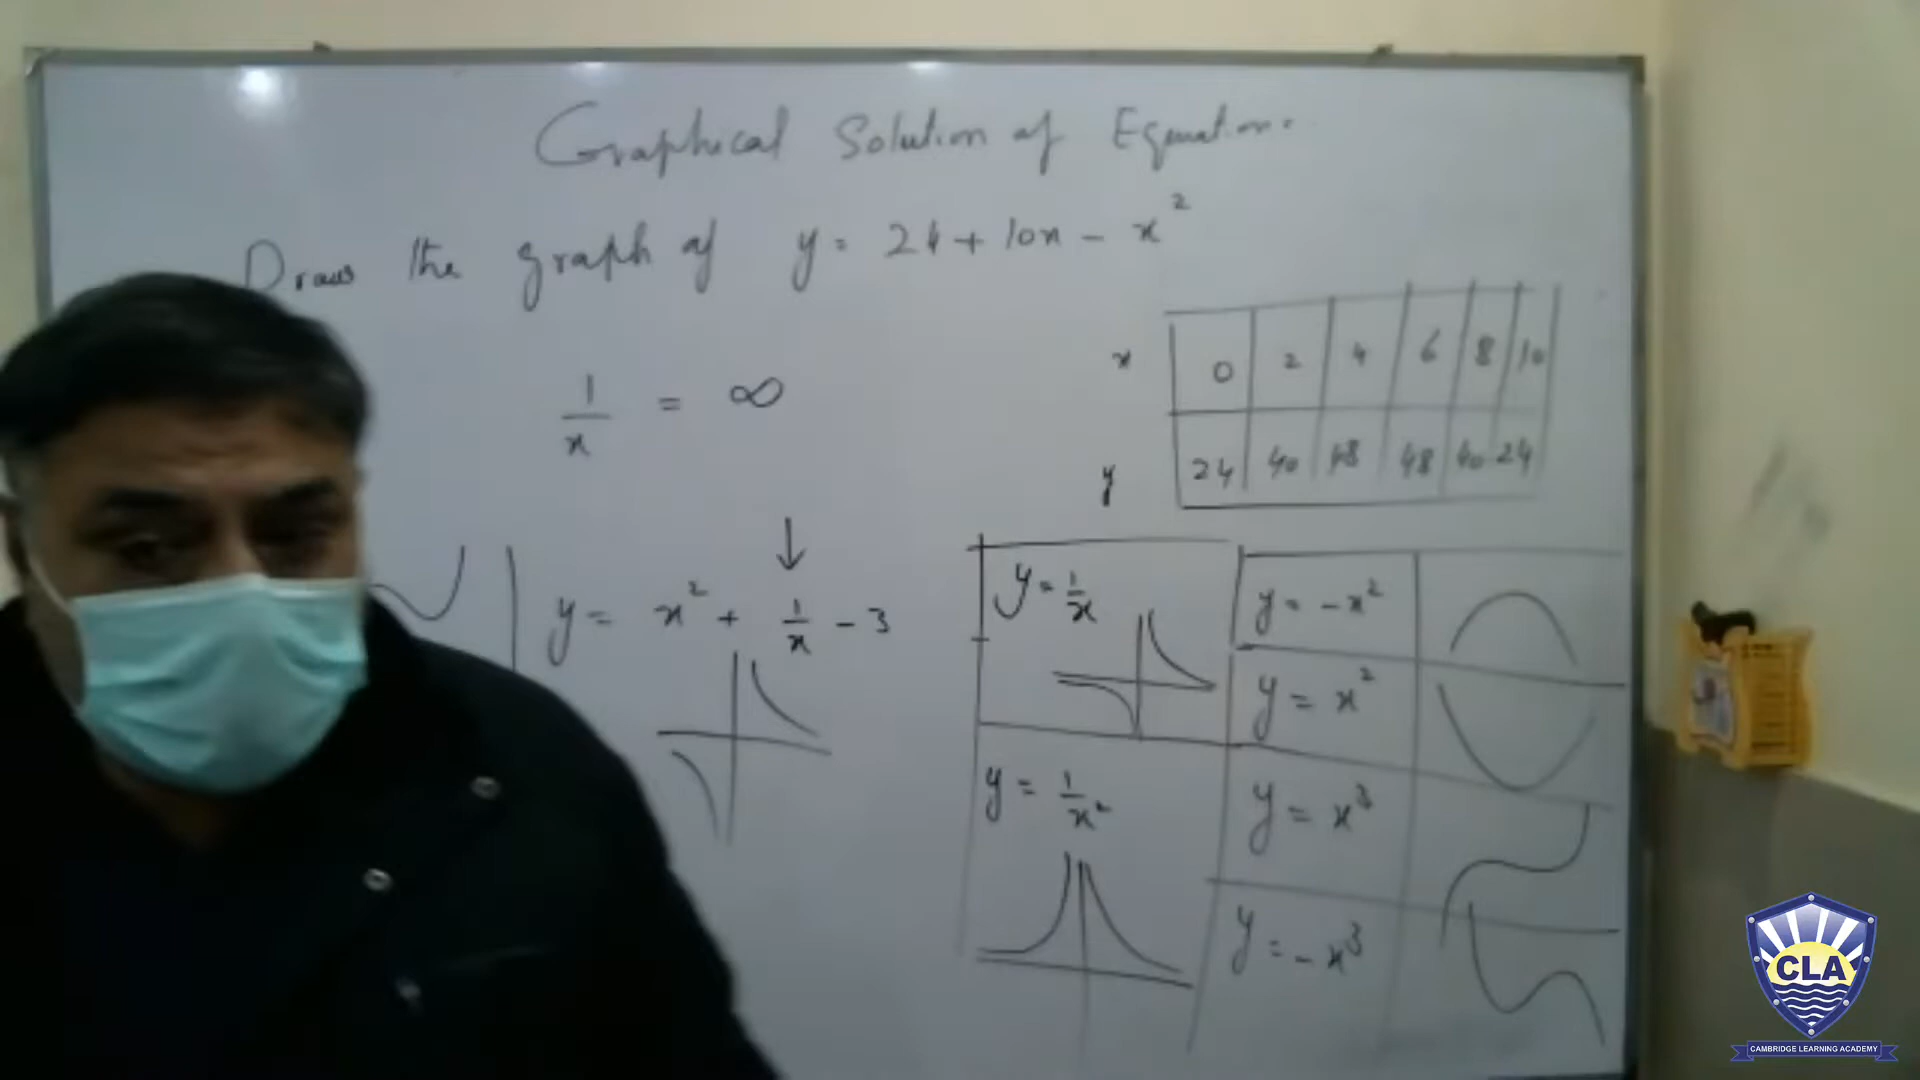 Graphical Solution of Equation.
Draw the graph of y = 24 + 10x - x²
x 0 2 4 6 8 10
y 24 40 48 48 40 24
1/x = ∞
↓
y = x² + 1/x - 3
y = 1/x
y = 1/x²
y = -x²
y = x²
y = x³
y = -x³
CLA
CAMBRIDGE LEARNING ACADEMY